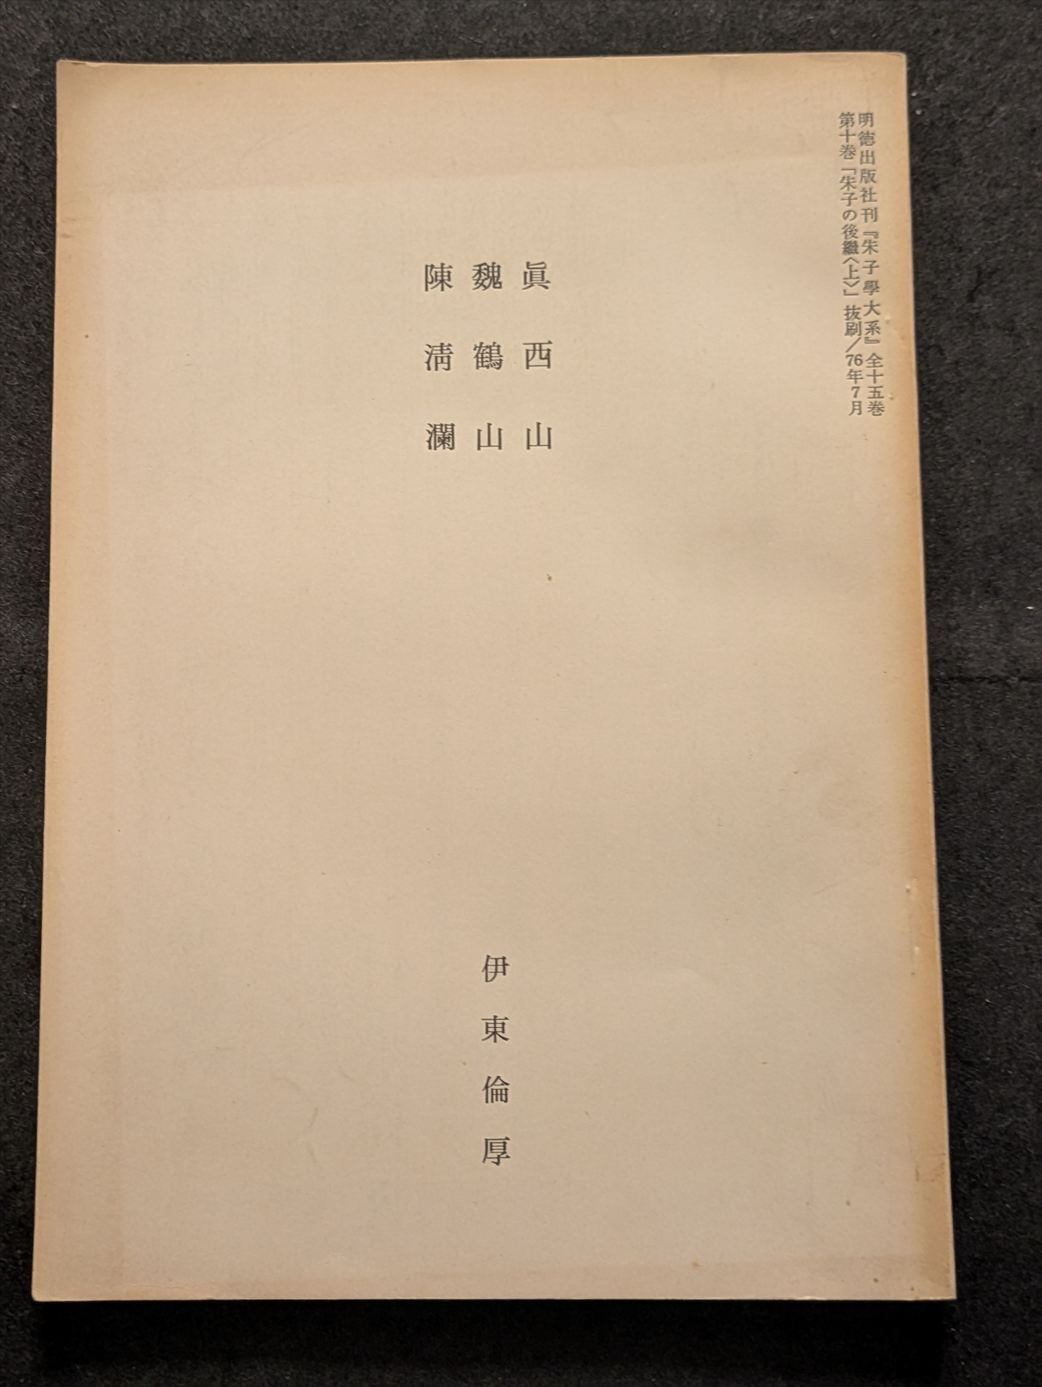 明徳出版社刊『朱子學大系』全十五巻
第十巻「朱子の後繼〈上〉」抜刷／76年7月
眞西山
魏鶴山
陳淸瀾
伊東倫厚